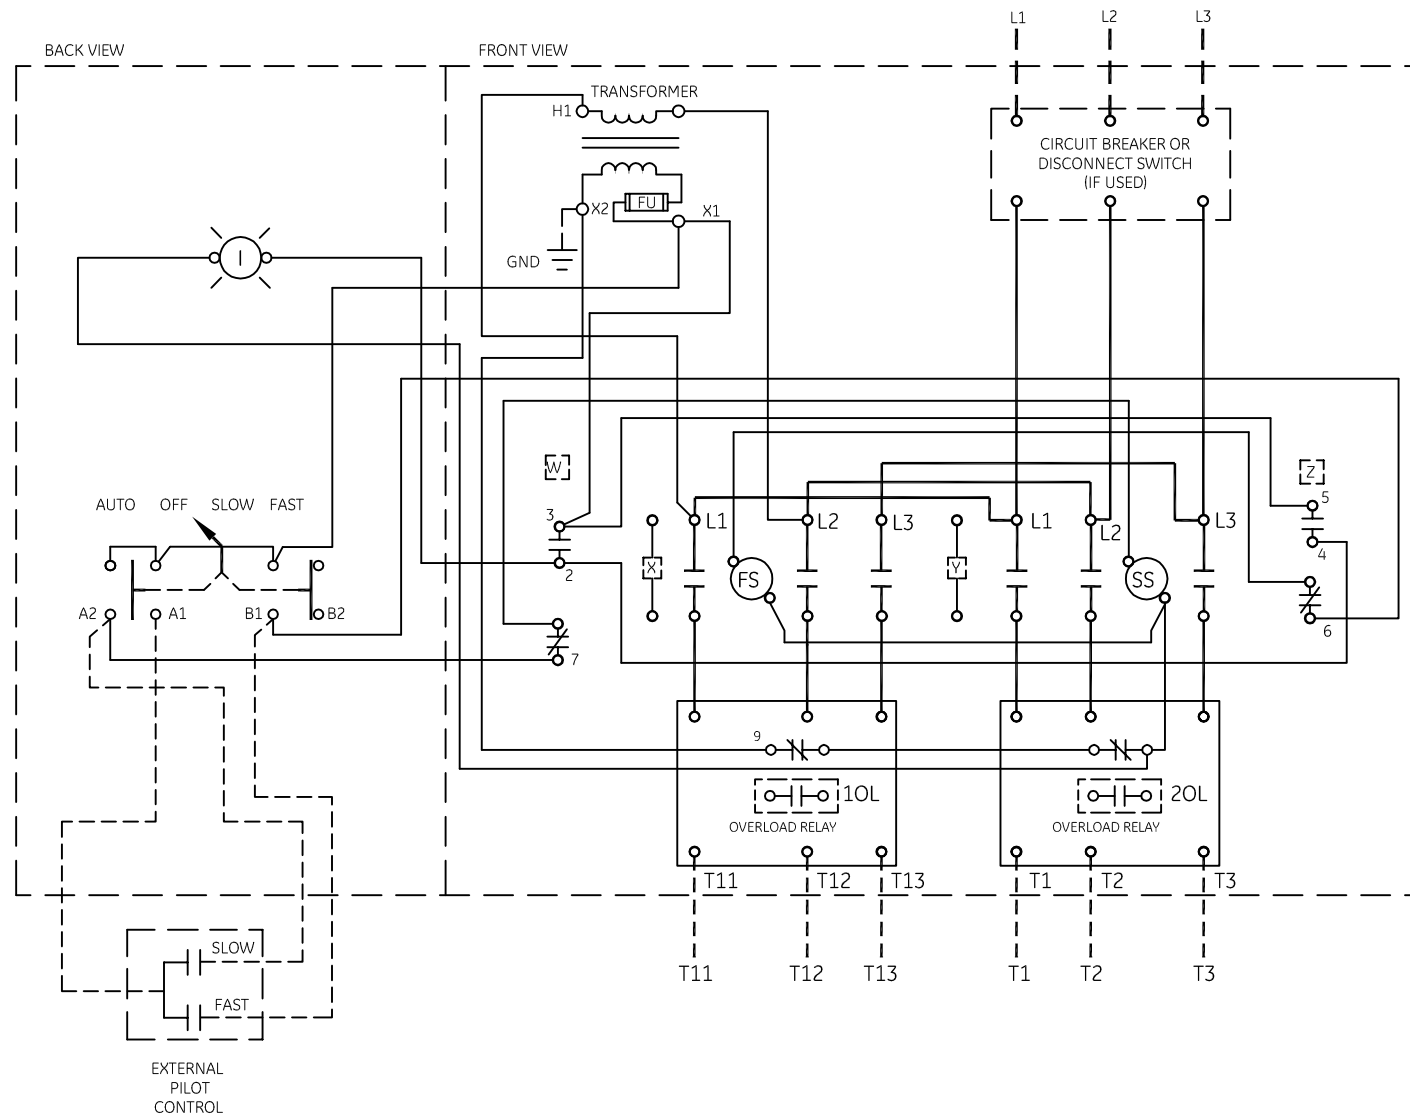 L1 L2 L3
BACK VIEW
FRONT VIEW
TRANSFORMER
H1
CIRCUIT BREAKER OR
DISCONNECT SWITCH
(IF USED)
FU
X2
X1
GND
I
W
Z
AUTO OFF SLOW FAST
3
5
L1 L2 L3 L1 L2 L3
4
2
X
FS
Y
SS
A2 A1 B1 B2
6
7
9
1OL
2OL
OVERLOAD RELAY
OVERLOAD RELAY
T11 T12 T13 T1 T2 T3
SLOW
T11 T12 T13 T1 T2 T3
FAST
EXTERNAL
PILOT
CONTROL